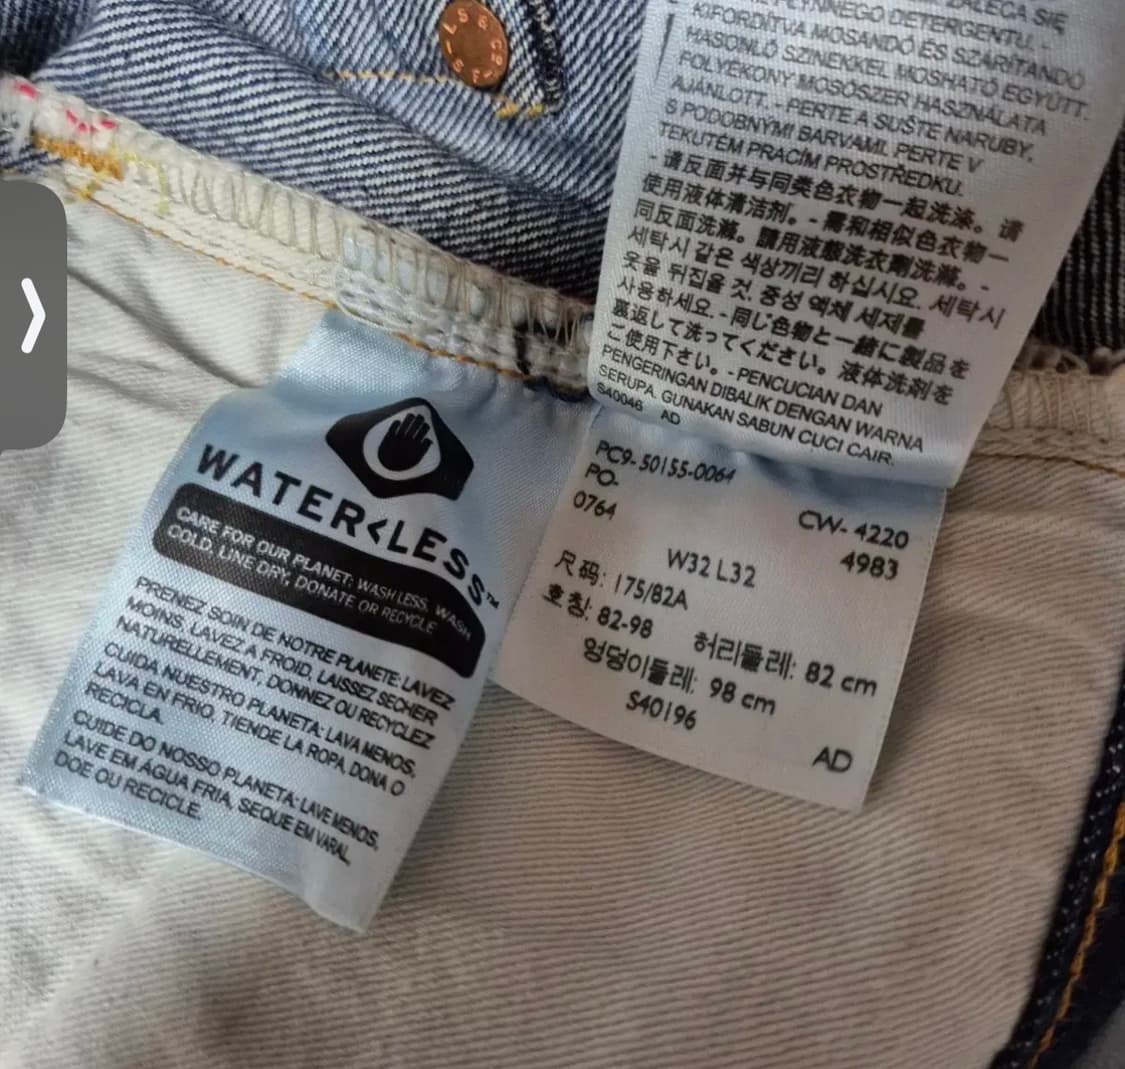 L S & Co
ZALECA SIĘ
PŁYNNEGO DETERGENTU. -
KIFORDÍTVA MOSANDÓ ÉS SZÁRÍTANDÓ
HASONLÓ SZINEKKEL MOSHATÓ EGYÜTT.
FOLYÉKONY MOSÓSZER HASZNÁLATA
AJÁNLOTT. - PERTE A SUŠTE NARUBY,
S PODOBNÝMI BARVAMI. PERTE V
TEKUTÉM PRACÍM PROSTŘEDKU.
- 请反面并与同类色衣物一起洗涤。请
使用液体清洁剂。- 需和相似色衣物一
同反面洗滌。請用液態洗衣劑洗滌。-
세탁시 같은 색상끼리 하십시요. 세탁시
옷을 뒤집을 것. 중성 액체 세제를
사용하세요. - 同じ色物と一緒に製品を
裏返して洗ってください。液体洗剤を
ご使用下さい。- PENCUCIAN DAN
PENGERINGAN DIBALIK DENGAN WARNA
SERUPA. GUNAKAN SABUN CUCI CAIR.
S40046 AD
WATER<LESS™
CARE FOR OUR PLANET: WASH LESS, WASH
COLD, LINE DRY, DONATE OR RECYCLE
PRENEZ SOIN DE NOTRE PLANETE: LAVEZ
MOINS, LAVEZ A FROID, LAISSEZ SECHER
NATURELLEMENT, DONNEZ OU RECYCLEZ
CUIDA NUESTRO PLANETA: LAVA MENOS,
LAVA EN FRIO, TIENDE LA ROPA, DONA O
RECICLA.
CUIDE DO NOSSO PLANETA: LAVE MENOS,
LAVE EM ÁGUA FRIA, SEQUE EM VARAL,
DOE OU RECICLE.
PC9- 50155-0064
PO-
0764
CW- 4220
4983
W32 L32
尺码: 175/82A
호칭: 82-98 허리둘레: 82 cm
엉덩이둘레: 98 cm
S40196
AD